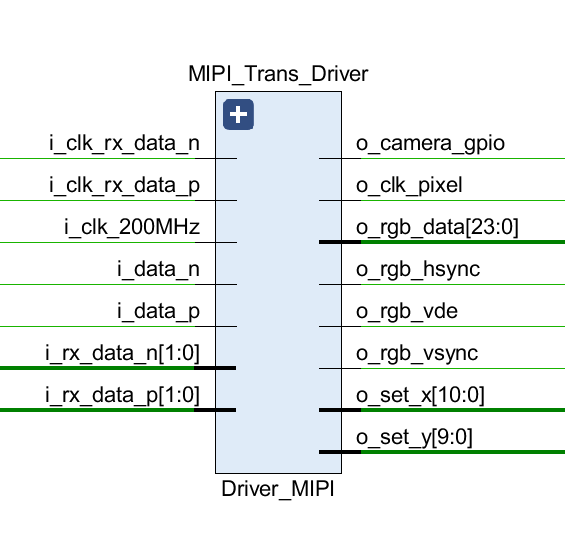 MIPI_Trans_Driver
i_clk_rx_data_n
i_clk_rx_data_p
i_clk_200MHz
i_data_n
i_data_p
i_rx_data_n[1:0]
i_rx_data_p[1:0]
o_camera_gpio
o_clk_pixel
o_rgb_data[23:0]
o_rgb_hsync
o_rgb_vde
o_rgb_vsync
o_set_x[10:0]
o_set_y[9:0]
Driver_MIPI